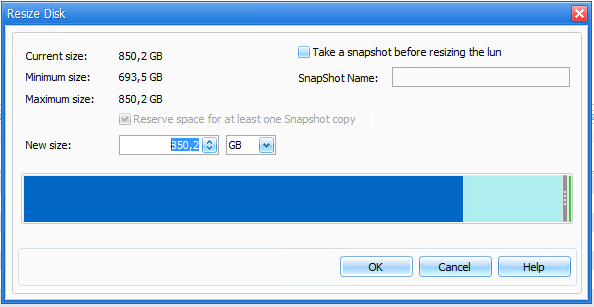 Resize Disk
Current size: 850,2 GB
Minimum size: 693,5 GB
Maximum size: 850,2 GB
Reserve space for at least one Snapshot copy
New size: 850,2 GB
Take a snapshot before resizing the lun
SnapShot Name:
OK Cancel Help